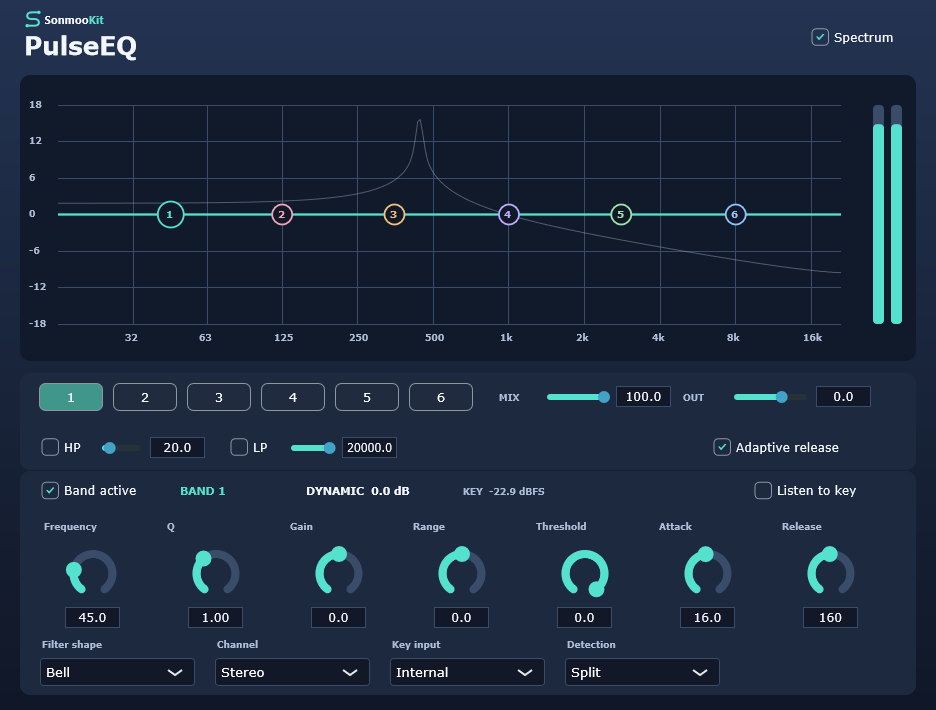 SonmooKit
PulseEQ
Spectrum
18
12
6
0
-6
-12
-18
1 2 3 4 5 6
32 63 125 250 500 1k 2k 4k 8k 16k
1 2 3 4 5 6 MIX 100.0 OUT 0.0
HP 20.0 LP 20000.0 Adaptive release
Band active BAND 1 DYNAMIC 0.0 dB KEY -22.9 dBFS Listen to key
Frequency Q Gain Range Threshold Attack Release
45.0 1.00 0.0 0.0 0.0 16.0 160
Filter shape Channel Key input Detection
Bell Stereo Internal Split